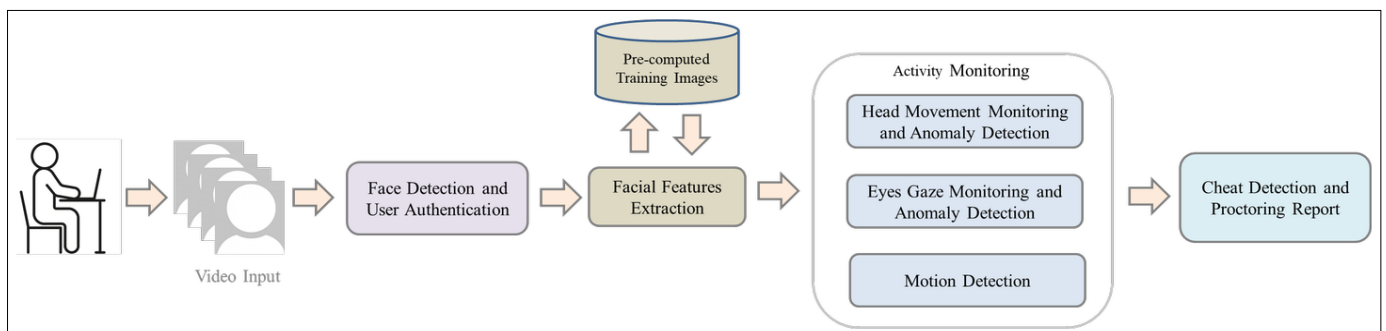 Video Input
Face Detection and
User Authentication
Pre-computed
Training Images
Facial Features
Extraction
Activity Monitoring
Head Movement Monitoring
and Anomaly Detection
Eyes Gaze Monitoring and
Anomaly Detection
Motion Detection
Cheat Detection and
Proctoring Report